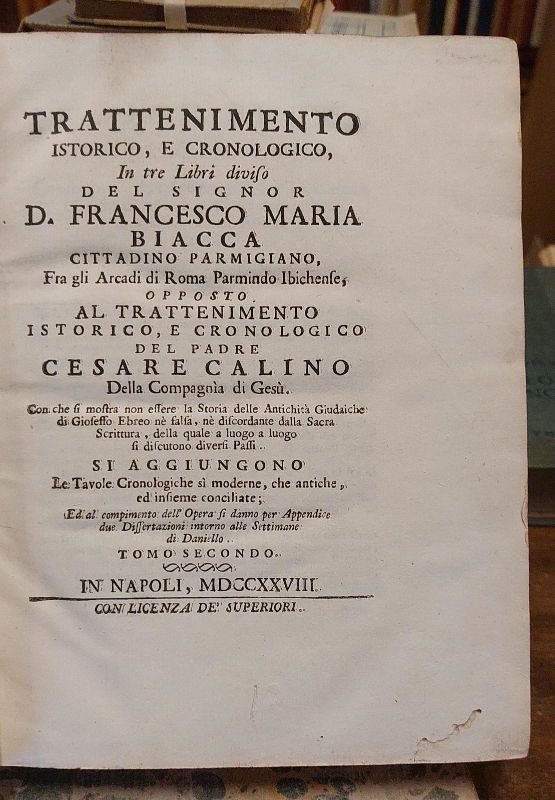 TRATTENIMENTO
ISTORICO, E CRONOLOGICO,
In tre Libri diviſo
DEL SIGNOR
D. FRANCESCO MARIA
BIACCA
CITTADINO PARMIGIANO,
Fra gli Arcadi di Roma Parmindo Ibichenſe,
OPPOSTO
AL TRATTENIMENTO
ISTORICO, E CRONOLOGICO
DEL PADRE
CESARE CALINO
Della Compagnìa di Gesù.
Con che ſi moſtra non eſſere la Storia delle Antichità Giudaiche
di Gioſeffo Ebreo nè falſa, nè diſcordante dalla Sacra
Scrittura, della quale a luogo a luogo
ſi diſcutono diverſi Paſſi.
SI AGGIUNGONO
Le Tavole Cronologiche sì moderne, che antiche,
ed inſieme conciliate;
Ed al compimento dell' Opera ſi danno per Appendice
due Diſſertazioni intorno alle Settimane
di Daniello.
TOMO SECONDO.
IN NAPOLI, MDCCXXVIII.
CON LICENZA DE' SUPERIORI.